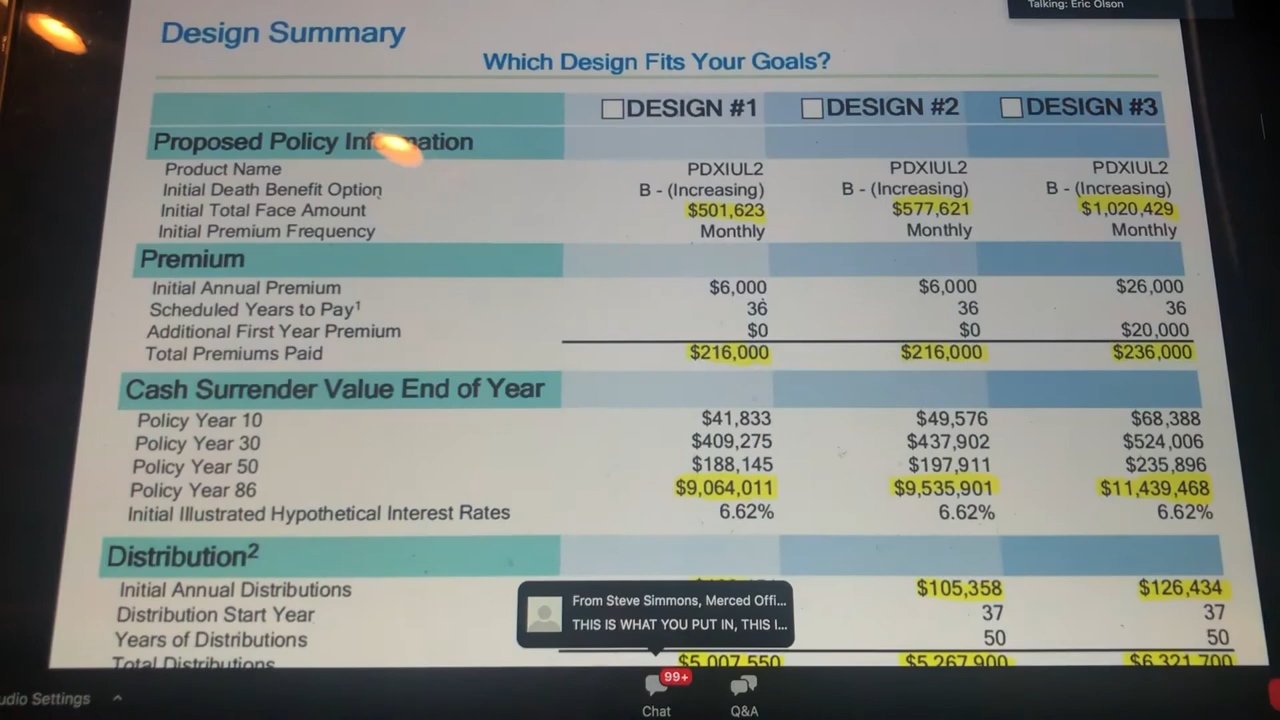 Talking: Eric Olson
Design Summary
Which Design Fits Your Goals?
DESIGN #1 DESIGN #2 DESIGN #3
Proposed Policy
Product Name PDXIUL2 PDXIUL2 PDXIUL2
Initial Death Benefit Option B - (Increasing) B - (Increasing) B - (Increasing)
Initial Total Face Amount $501,623 $577,621 $1,020,429
Initial Premium Frequency Monthly Monthly Monthly
Premium
Initial Annual Premium $6,000 $6,000 $26,000
Scheduled Years to Pay¹ 36 36 36
Additional First Year Premium $0 $0 $20,000
Total Premiums Paid $216,000 $216,000 $236,000
Cash Surrender Value End of Year
Policy Year 10 $41,833 $49,576 $68,388
Policy Year 30 $409,275 $437,902 $524,006
Policy Year 50 $188,145 $197,911 $235,896
Policy Year 86 $9,064,011 $9,535,901 $11,439,468
Initial Illustrated Hypothetical Interest Rates 6.62% 6.62% 6.62%
Distribution²
Initial Annual Distributions $105,358 $126,434
Distribution Start Year 37 37
Years of Distributions 50 50
Total Distributions $5,007,550 $5,267,900 $6,321,700
From Steve Simmons, Merced Offi...
THIS IS WHAT YOU PUT IN, THIS I...
Settings
99+
Chat Q&A